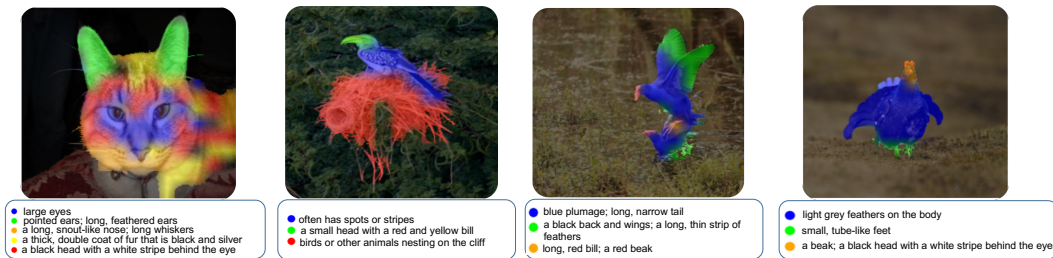 large eyes
pointed ears; long, feathered ears
a long, snout-like nose; long whiskers
a thick, double coat of fur that is black and silver
a black head with a white stripe behind the eye
often has spots or stripes
a small head with a red and yellow bill
birds or other animals nesting on the cliff
blue plumage; long, narrow tail
a black back and wings; a long, thin strip of
feathers
long, red bill; a red beak
light grey feathers on the body
small, tube-like feet
a beak; a black head with a white stripe behind the eye